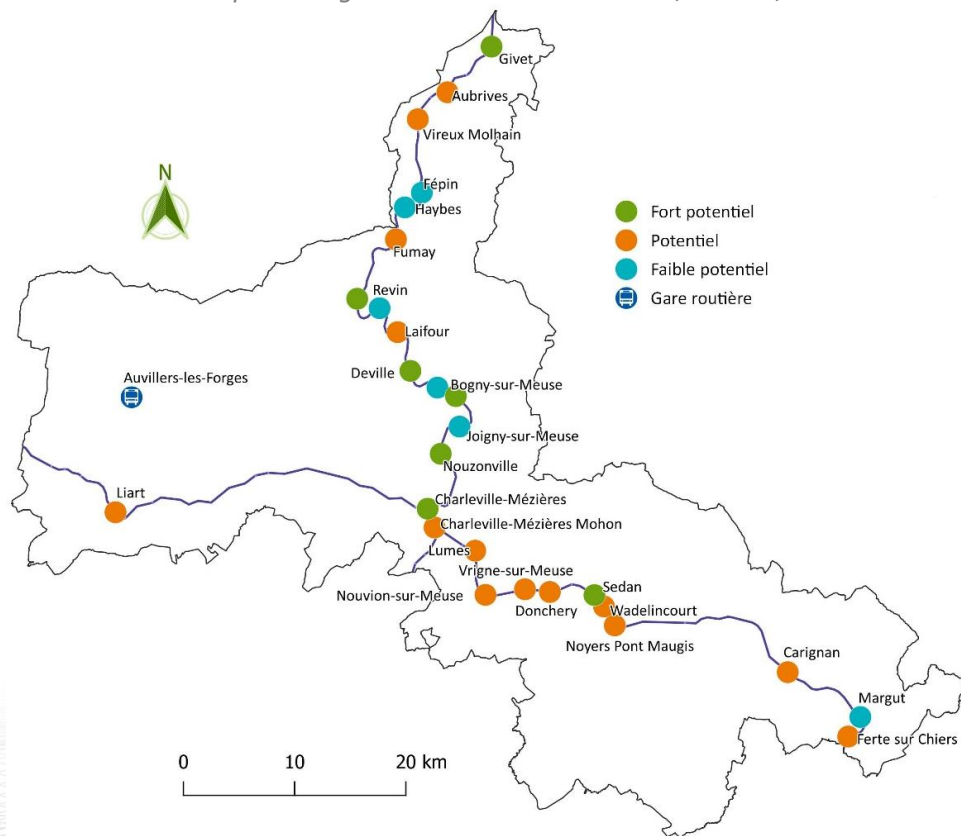 Givet
Aubrives
Vireux Molhain
N
Fépin
Haybes
Fumay
Fort potentiel
Potentiel
Faible potentiel
Gare routière
Revin
Laifour
Deville
Auvillers-les-Forges
Bogny-sur-Meuse
Joigny-sur-Meuse
Nouzonville
Liart
Charleville-Mézières
Charleville-Mézières Mohon
Lumes
Vrigne-sur-Meuse
Nouvion-sur-Meuse
Donchery
Sedan
Wadelincourt
Noyers Pont Maugis
Carignan
Margut
Ferte sur Chiers
0 10 20 km